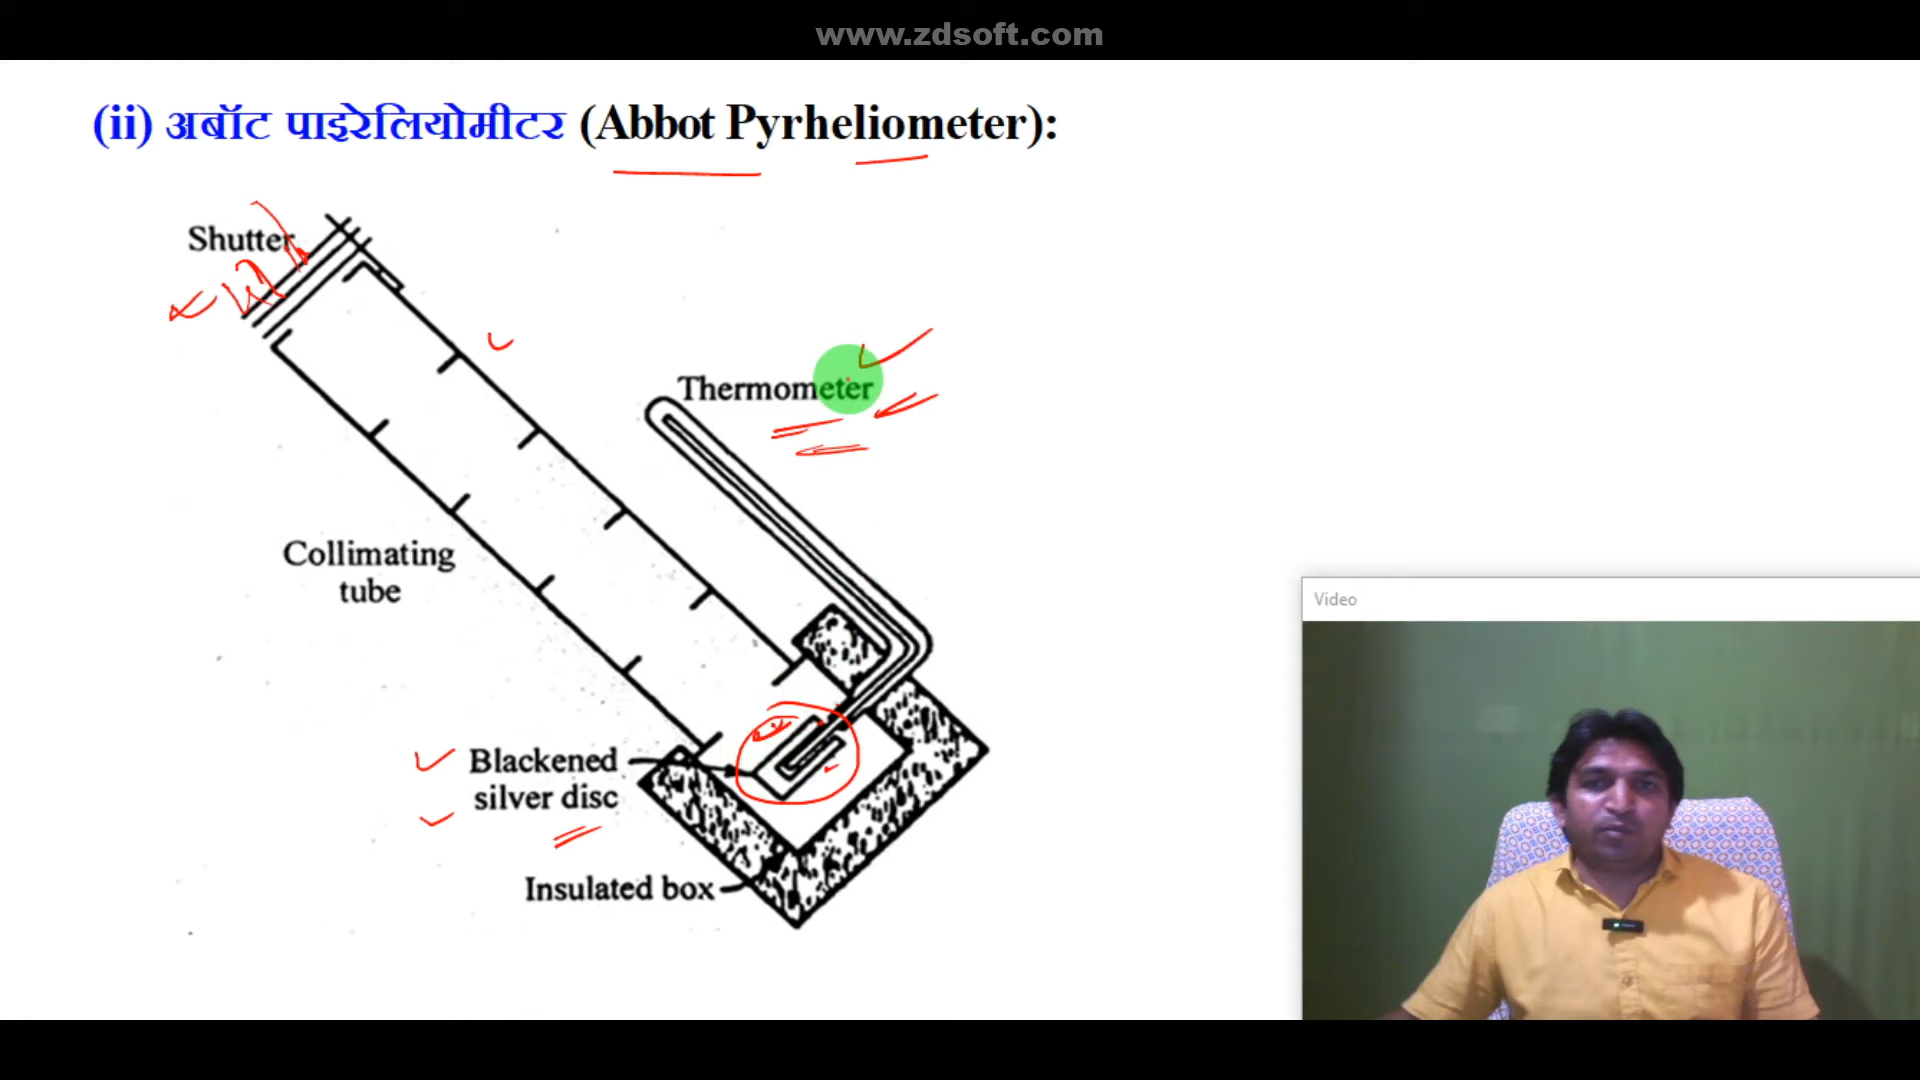 www.zdsoft.com
(ii) अबॉट पाइरेलियोमीटर (Abbot Pyrheliometer):
Shutter
Thermometer
Collimating
tube
Blackened
silver disc
Insulated box
Video